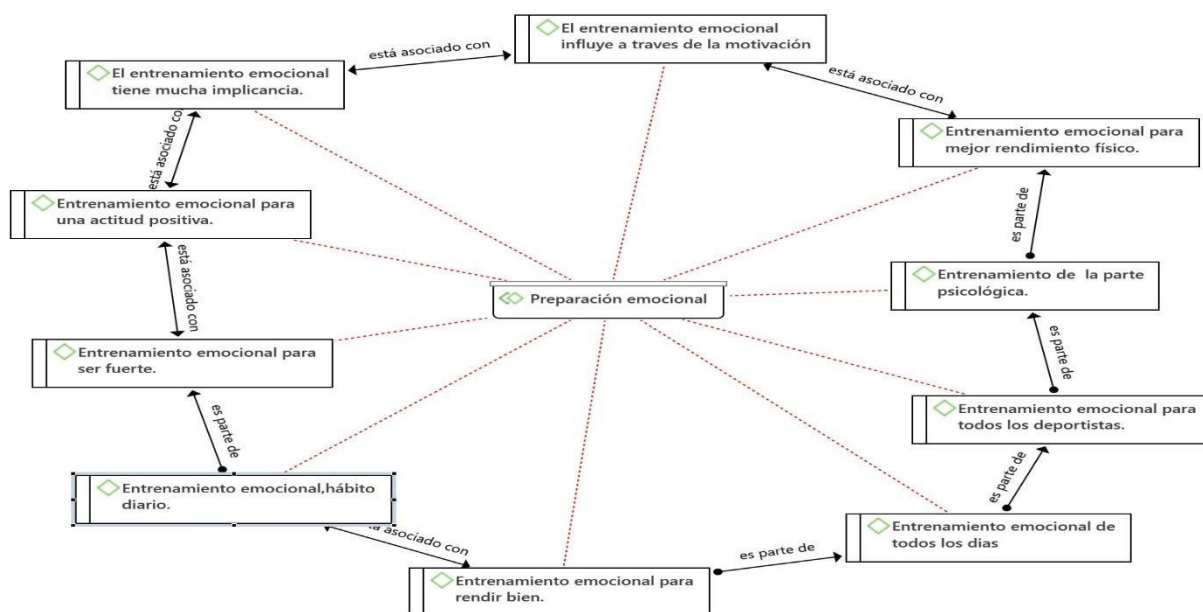 El entrenamiento emocional
influye a traves de la motivación
está asociado con
El entrenamiento emocional
tiene mucha implicancia.
está asociado con
Entrenamiento emocional para
mejor rendimiento físico.
está asociado co
Entrenamiento emocional para
una actitud positiva.
es parte de
está asociado con
Entrenamiento de la parte
psicológica.
Preparación emocional
Entrenamiento emocional para
ser fuerte.
es parte de
es parte de
Entrenamiento emocional para
todos los deportistas.
Entrenamiento emocional,hábito
diario.
es parte de
asociado con
Entrenamiento emocional de
todos los dias
es parte de
Entrenamiento emocional para
rendir bien.